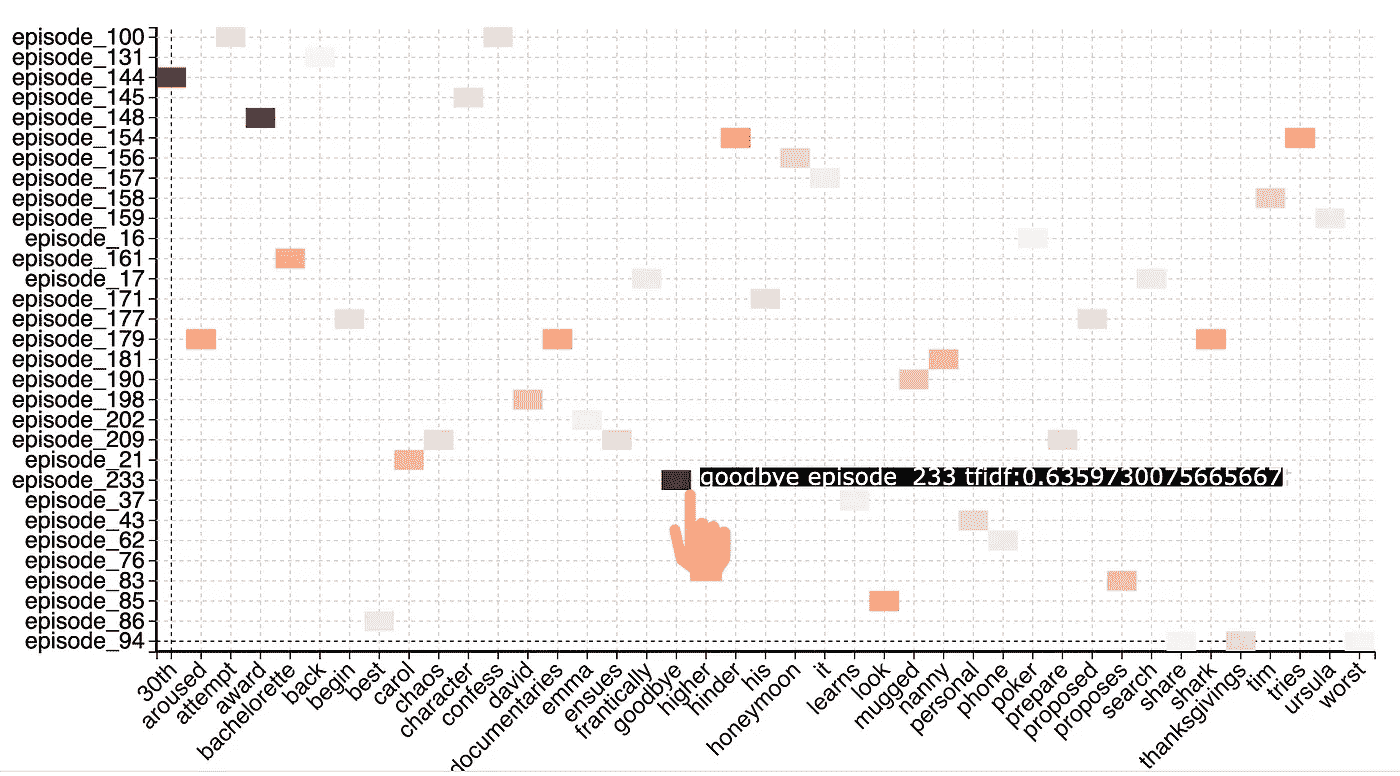 episode_100
episode_131
episode_144
episode_145
episode_148
episode_154
episode_156
episode_157
episode_158
episode_159
episode_16
episode_161
episode_17
episode_171
episode_177
episode_179
episode_181
episode_190
episode_198
episode_202
episode_209
episode_21
episode_233
goodbye episode_233 tfidf:0.6359730075665667
episode_37
episode_43
episode_62
episode_76
episode_83
episode_85
episode_86
episode_94
30th
aroused
attempt
award
bachelorette
back
begin
best
carol
chaos
character
confess
david
documentaries
emma
ensues
frantically
goodbye
higher
hinder
his
honeymoon
it
learns
look
mugged
nanny
personal
phone
poker
prepare
proposed
proposes
search
share
shark
thanksgivings
tim
tries
ursula
worst